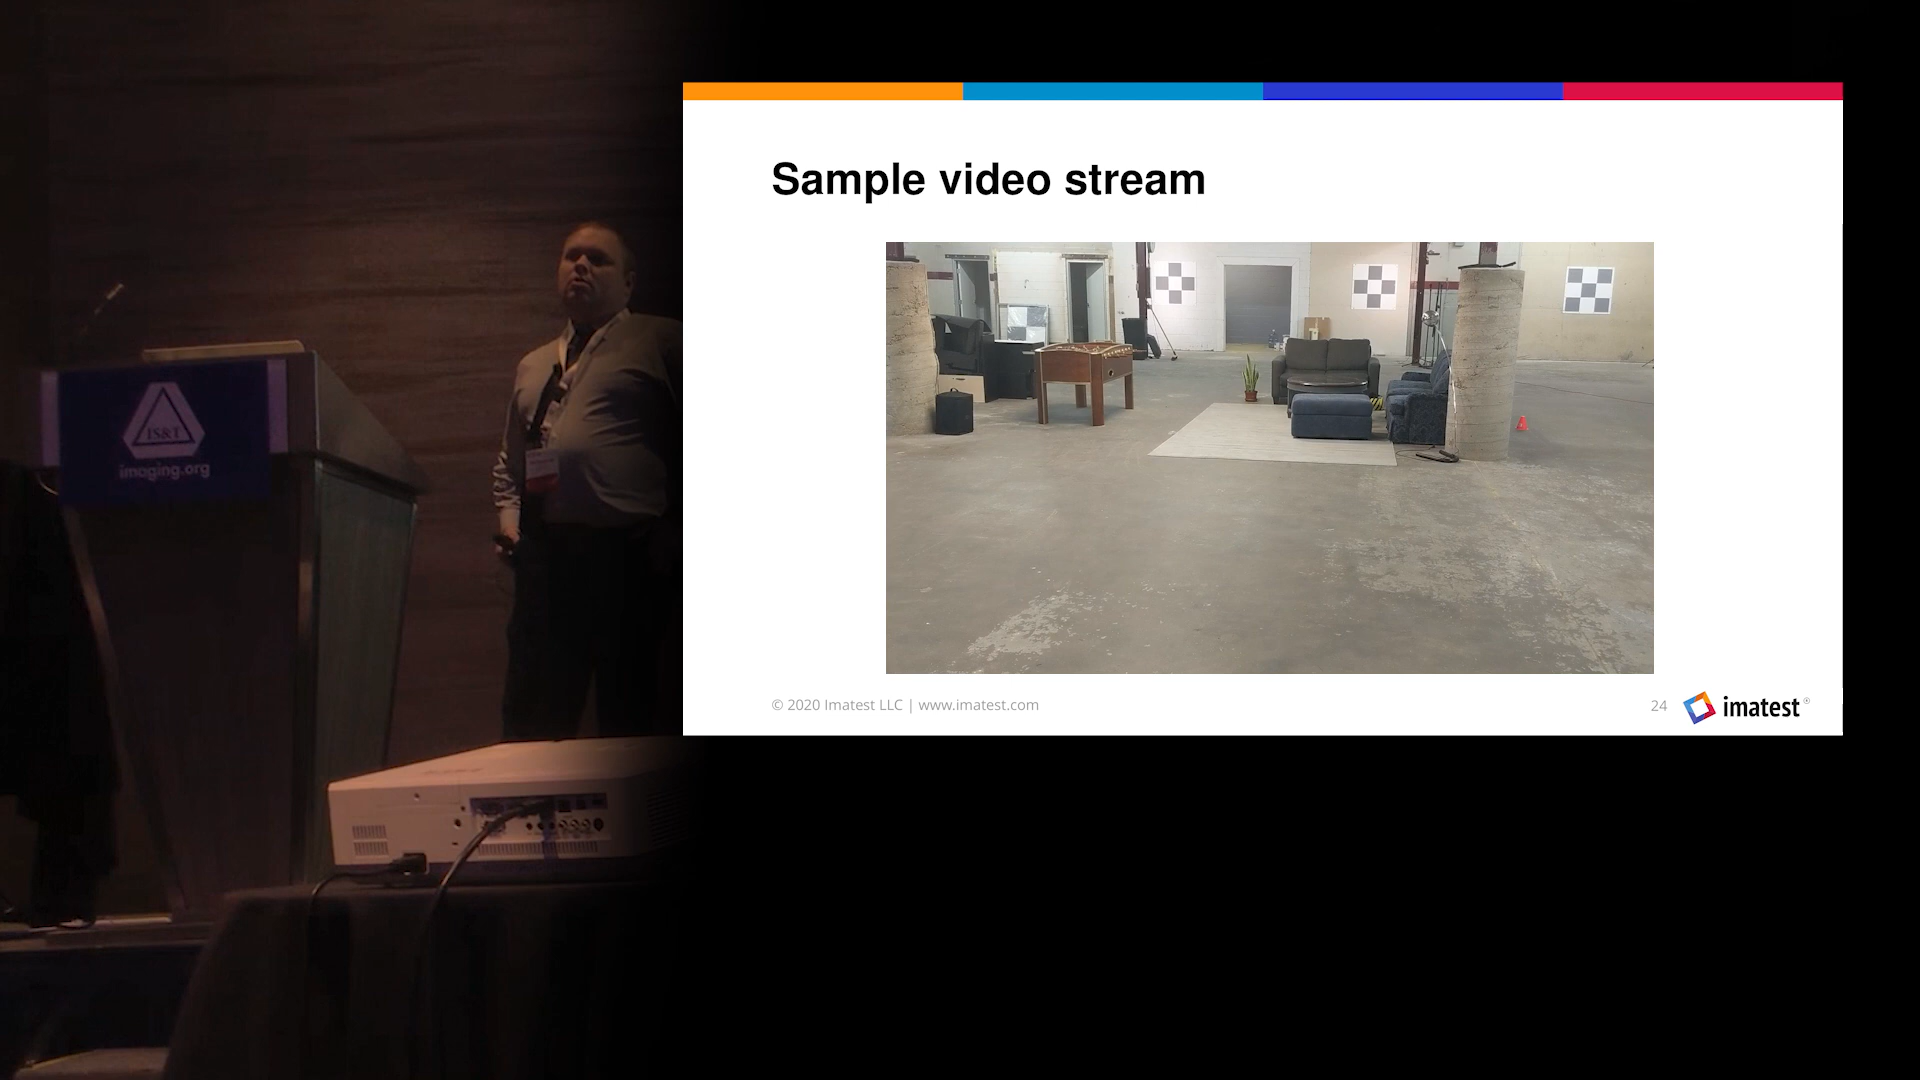 IS&T
imaging.org
Sample video stream
© 2020 Imatest LLC | www.imatest.com
24
imatest®